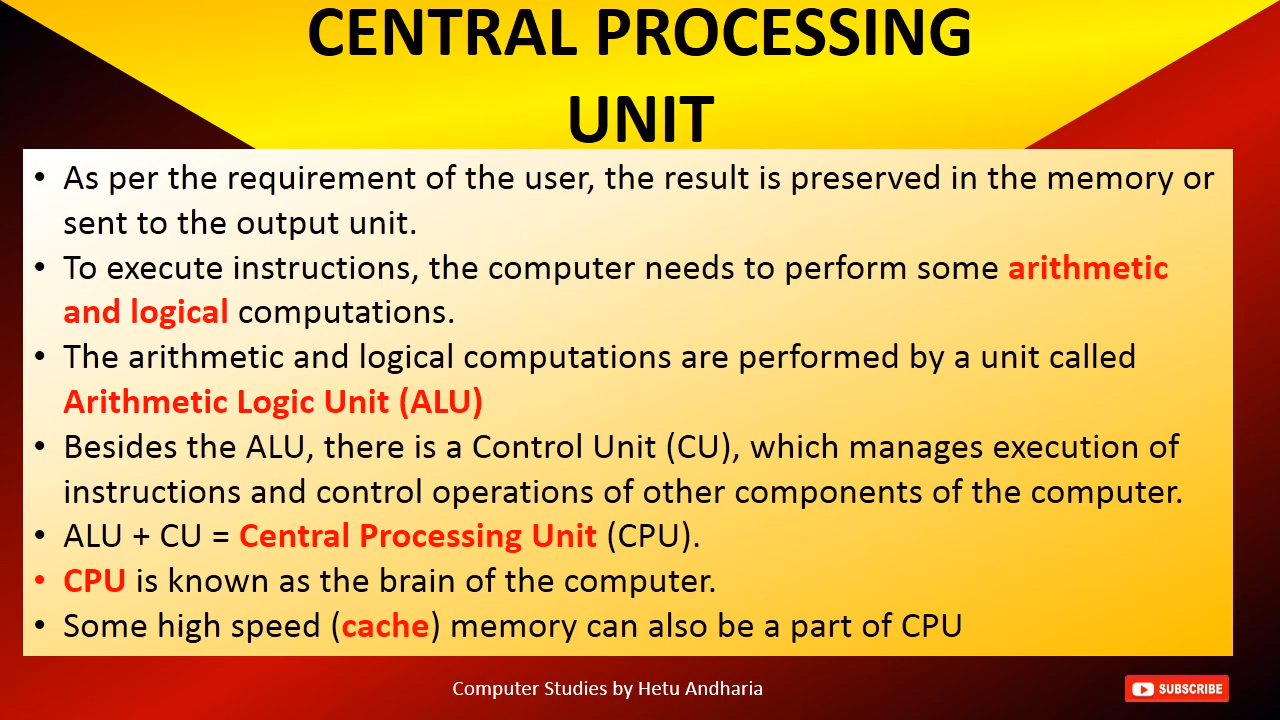 CENTRAL PROCESSING
UNIT
• As per the requirement of the user, the result is preserved in the memory or
sent to the output unit.
• To execute instructions, the computer needs to perform some arithmetic
and logical computations.
• The arithmetic and logical computations are performed by a unit called
Arithmetic Logic Unit (ALU)
• Besides the ALU, there is a Control Unit (CU), which manages execution of
instructions and control operations of other components of the computer.
• ALU + CU = Central Processing Unit (CPU).
• CPU is known as the brain of the computer.
• Some high speed (cache) memory can also be a part of CPU
Computer Studies by Hetu Andharia
SUBSCRIBE